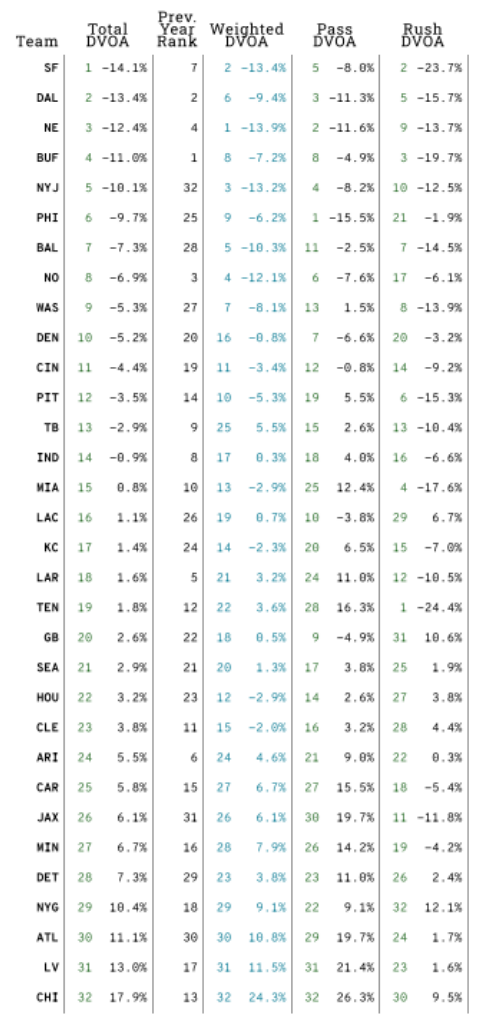 Team Total DVOA Prev. Year Rank Weighted DVOA Pass DVOA Rush DVOA
SF 1 -14.1% 7 2 -13.4% 5 -8.0% 2 -23.7%
DAL 2 -13.4% 2 6 -9.4% 3 -11.3% 5 -15.7%
NE 3 -12.4% 4 1 -13.9% 2 -11.6% 9 -13.7%
BUF 4 -11.0% 1 8 -7.2% 8 -4.9% 3 -19.7%
NYJ 5 -10.1% 32 3 -13.2% 4 -8.2% 10 -12.5%
PHI 6 -9.7% 25 9 -6.2% 1 -15.5% 21 -1.9%
BAL 7 -7.3% 28 5 -10.3% 11 -2.5% 7 -14.5%
NO 8 -6.9% 3 4 -12.1% 6 -7.6% 17 -6.1%
WAS 9 -5.3% 27 7 -8.1% 13 1.5% 8 -13.9%
DEN 10 -5.2% 20 16 -0.8% 7 -6.6% 20 -3.2%
CIN 11 -4.4% 19 11 -3.4% 12 -0.8% 14 -9.2%
PIT 12 -3.5% 14 10 -5.3% 19 5.5% 6 -15.3%
TB 13 -2.9% 9 25 5.5% 15 2.6% 13 -10.4%
IND 14 -0.9% 8 17 0.3% 18 4.0% 16 -6.6%
MIA 15 0.8% 10 13 -2.9% 25 12.4% 4 -17.6%
LAC 16 1.1% 26 19 0.7% 10 -3.8% 29 6.7%
KC 17 1.4% 24 14 -2.3% 20 6.5% 15 -7.0%
LAR 18 1.6% 5 21 3.2% 24 11.0% 12 -10.5%
TEN 19 1.8% 12 22 3.6% 28 16.3% 1 -24.4%
GB 20 2.6% 22 18 0.5% 9 -4.9% 31 10.6%
SEA 21 2.9% 21 20 1.3% 17 3.8% 25 1.9%
HOU 22 3.2% 23 12 -2.9% 14 2.6% 27 3.8%
CLE 23 3.8% 11 15 -2.0% 16 3.2% 28 4.4%
ARI 24 5.5% 6 24 4.6% 21 9.0% 22 0.3%
CAR 25 5.8% 15 27 6.7% 27 15.5% 18 -5.4%
JAX 26 6.1% 31 26 6.1% 30 19.7% 11 -11.8%
MIN 27 6.7% 16 28 7.9% 26 14.2% 19 -4.2%
DET 28 7.3% 29 23 3.8% 23 11.0% 26 2.4%
NYG 29 10.4% 18 29 9.1% 22 9.1% 32 12.1%
ATL 30 11.1% 30 30 10.8% 29 19.7% 24 1.7%
LV 31 13.0% 17 31 11.5% 31 21.4% 23 1.6%
CHI 32 17.9% 13 32 24.3% 32 26.3% 30 9.5%